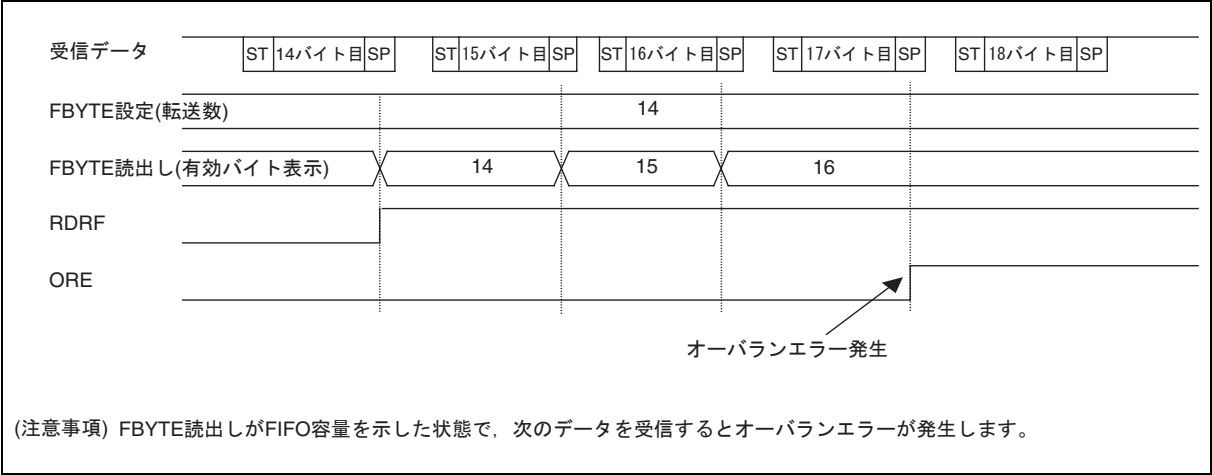 受信データ ST 14バイト目 SP ST 15バイト目 SP ST 16バイト目 SP ST 17バイト目 SP ST 18バイト目 SP
FBYTE設定(転送数) 14
FBYTE読出し(有効バイト表示) 14 15 16
RDRF
ORE
オーバランエラー発生
(注意事項) FBYTE読出しがFIFO容量を示した状態で，次のデータを受信するとオーバランエラーが発生します。